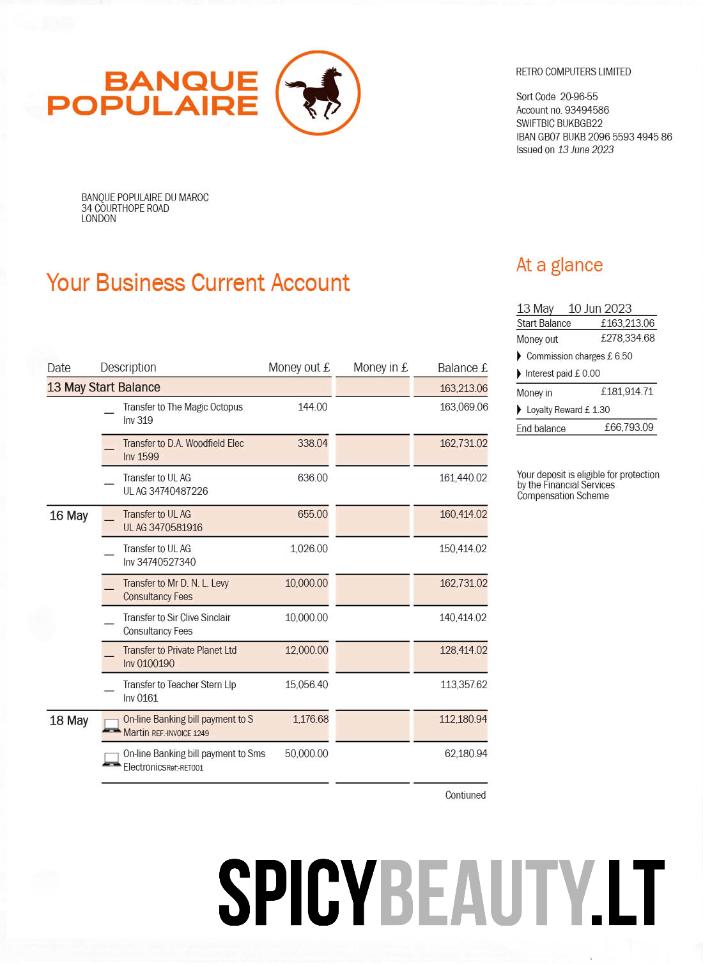 BANQUE
POPULAIRE
RETRO COMPUTERS LIMITED
Sort Code 20-96-55
Account no. 93494586
SWIFTBIC BUKBGB22
IBAN GB07 BUKB 2096 5593 4945 86
Issued on 13 June 2023
BANQUE POPULAIRE DU MAROC
34 COURTHOPE ROAD
LONDON
Your Business Current Account
At a glance
13 May 10 Jun 2023
Start Balance £163,213.06
Money out £278,334.68
Commission charges £ 6.50
Interest paid £ 0.00
Money in £181,914.71
Loyalty Reward £ 1.30
End balance £66,793.09
Your deposit is eligible for protection
by the Financial Services
Compensation Scheme
Date Description Money out £ Money in £ Balance £
13 May Start Balance 163,213.06
Transfer to The Magic Octopus 144.00 163,069.06
Inv 319
Transfer to D.A. Woodfield Elec 338.04 162,731.02
Inv 1599
Transfer to UL AG 636.00 161,440.02
UL AG 34740487226
16 May Transfer to UL AG 655.00 160,414.02
UL AG 3470581916
Transfer to UL AG 1,026.00 150,414.02
Inv 34740527340
Transfer to Mr D. N. L. Levy 10,000.00 162,731.02
Consultancy Fees
Transfer to Sir Clive Sinclair 10,000.00 140,414.02
Consultancy Fees
Transfer to Private Planet Ltd 12,000.00 128,414.02
Inv 0100190
Transfer to Teacher Stern Llp 15,056.40 113,357.62
Inv 0161
18 May On-line Banking bill payment to S 1,176.68 112,180.94
Martin REF:-INVOICE 1249
On-line Banking bill payment to Sms 50,000.00 62,180.94
Electronics Ref:-RET001
Contiuned
SPICYBEAUTY.LT